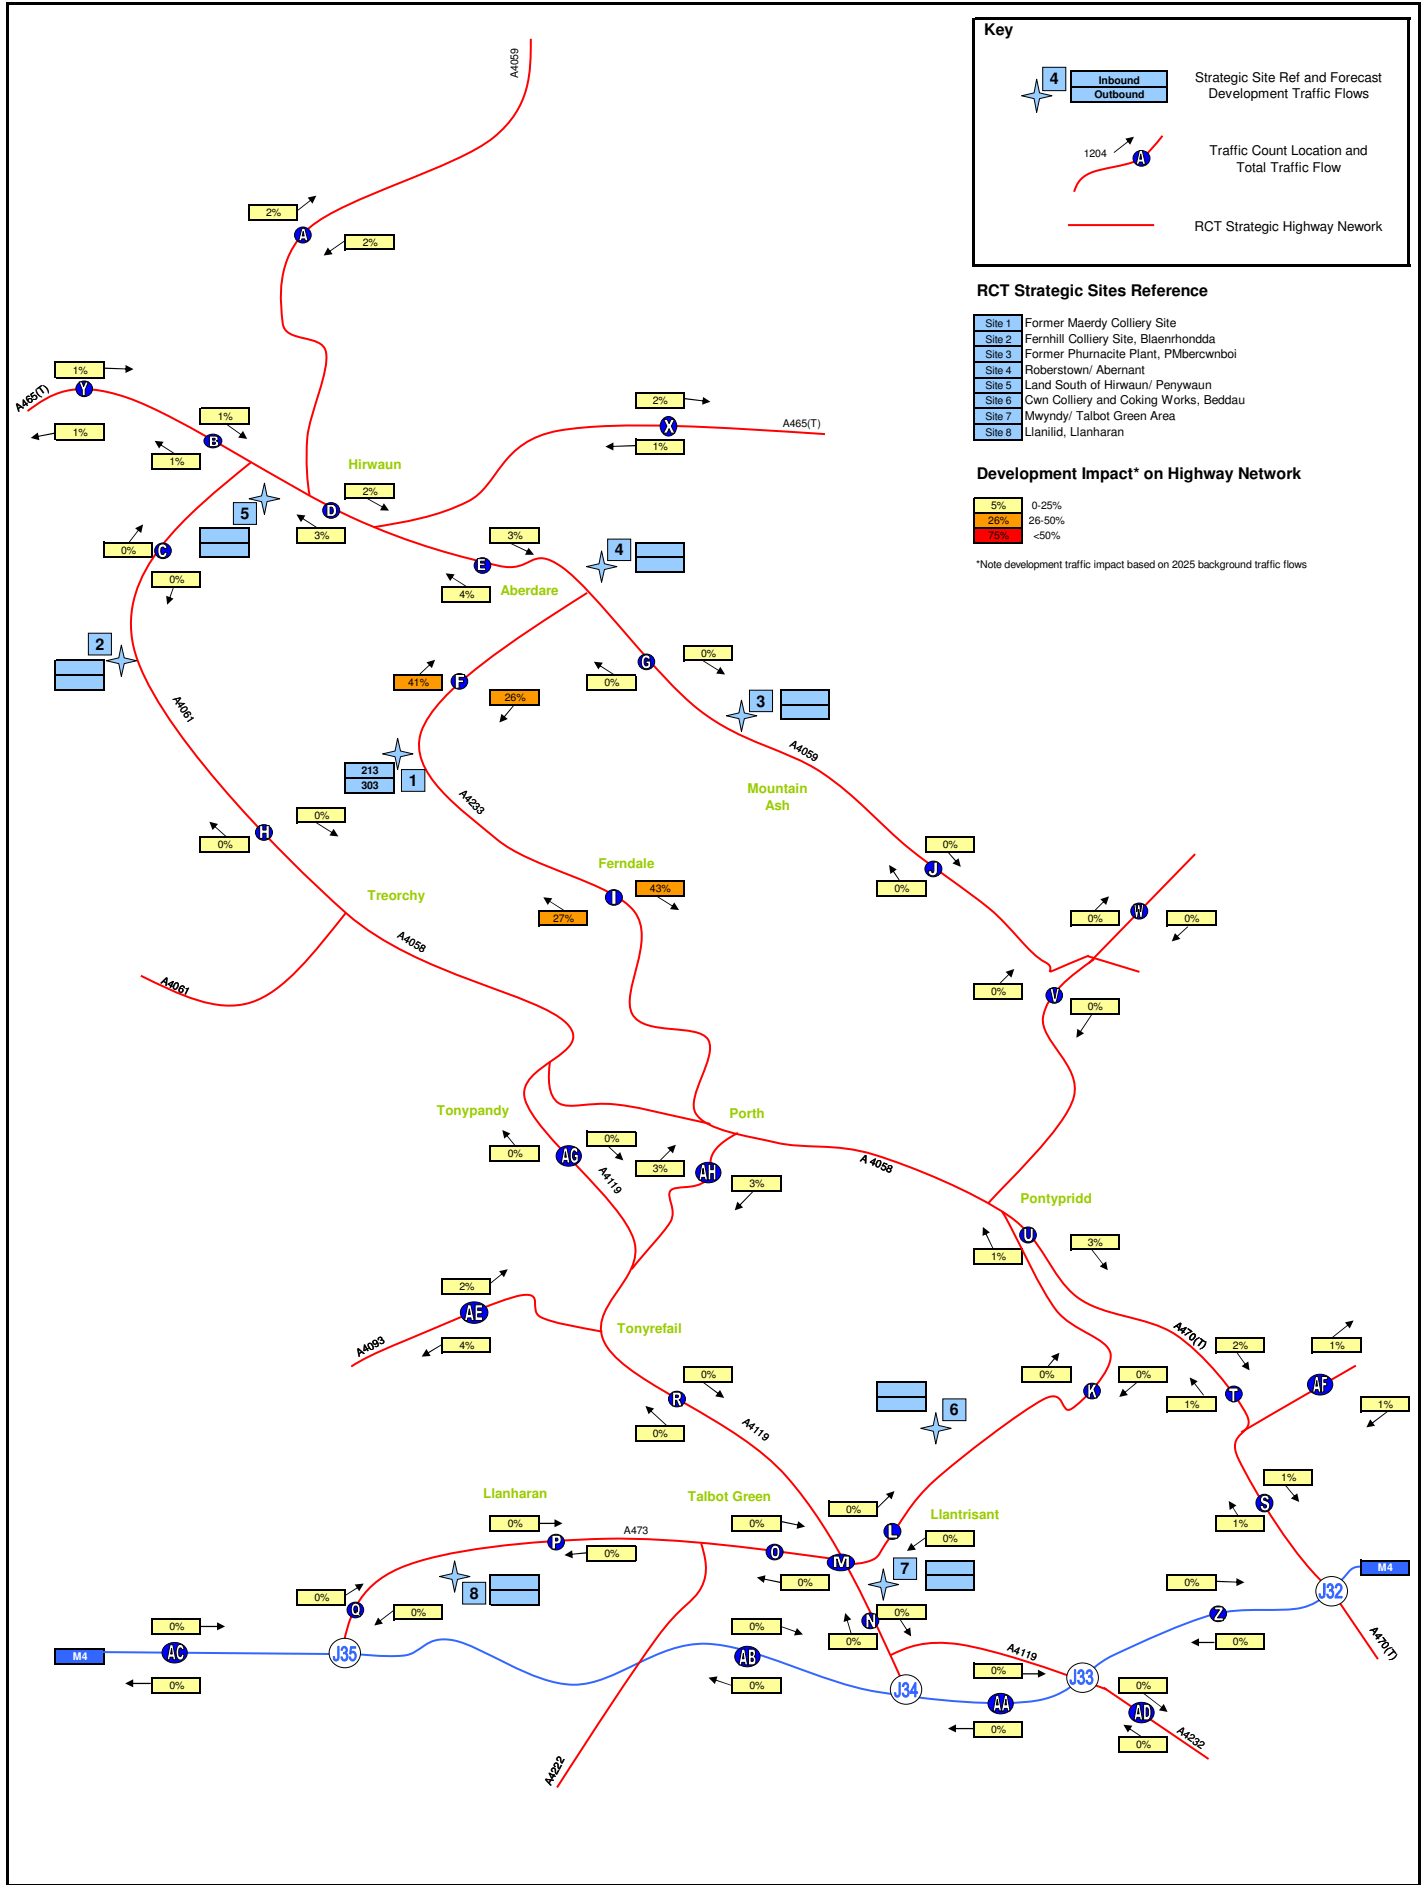 Key
4
Inbound
Outbound
Strategic Site Ref and Forecast
Development Traffic Flows
1204
A
Traffic Count Location and
Total Traffic Flow
RCT Strategic Highway Nework
RCT Strategic Sites Reference
Site 1 Former Maerdy Colliery Site
Site 2 Fernhill Colliery Site, Blaenrhondda
Site 3 Former Phurnacite Plant, PMbercwnboi
Site 4 Roberstown/ Abernant
Site 5 Land South of Hirwaun/ Penywaun
Site 6 Cwn Colliery and Coking Works, Beddau
Site 7 Mwyndy/ Talbot Green Area
Site 8 Llanilid, Llanharan
Development Impact* on Highway Network
5% 0-25%
26% 26-50%
75% <50%
*Note development traffic impact based on 2025 background traffic flows
A4059
2%
A
2%
1%
Y
A465(T)
1%
1%
B
1%
2%
X
A465(T)
1%
Hirwaun
2%
D
3%
5
0%
C
0%
3%
E
4%
4
Aberdare
2
A4061
0%
G
0%
41%
F
26%
3
A4059
213
303
1
A4233
Mountain
Ash
0%
H
0%
0%
J
0%
Ferndale
43%
I
27%
Treorchy
A4058
A4061
0%
W
0%
0%
V
0%
Tonypandy
Porth
0%
0%
AG
A4119
3%
AH
3%
A 4058
Pontypridd
U
1%
3%
2%
AE
4%
A4093
Tonyrefail
A470(T)
2%
1%
T
1%
AF
1%
0%
R
0%
A4119
6
0%
K
0%
1%
S
1%
Llanharan
Talbot Green
Llantrisant
0%
P
0%
A473
0%
O
0%
M
0%
L
0%
8
7
0%
Q
0%
0%
N
0%
0%
Z
0%
J32
M4
A470(T)
M4
0%
AC
0%
J35
0%
AB
0%
J34
A4119
0%
AA
0%
J33
0%
AD
0%
A4232
A4222